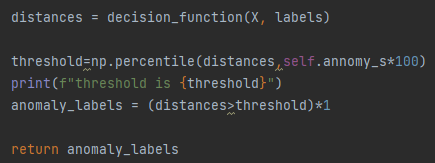 distances = decision_function(X, labels)
threshold=np.percentile(distances,self.annomy_s*100)
print(f"threshold is {threshold}")
anomaly_labels = (distances>threshold)*1
return anomaly_labels